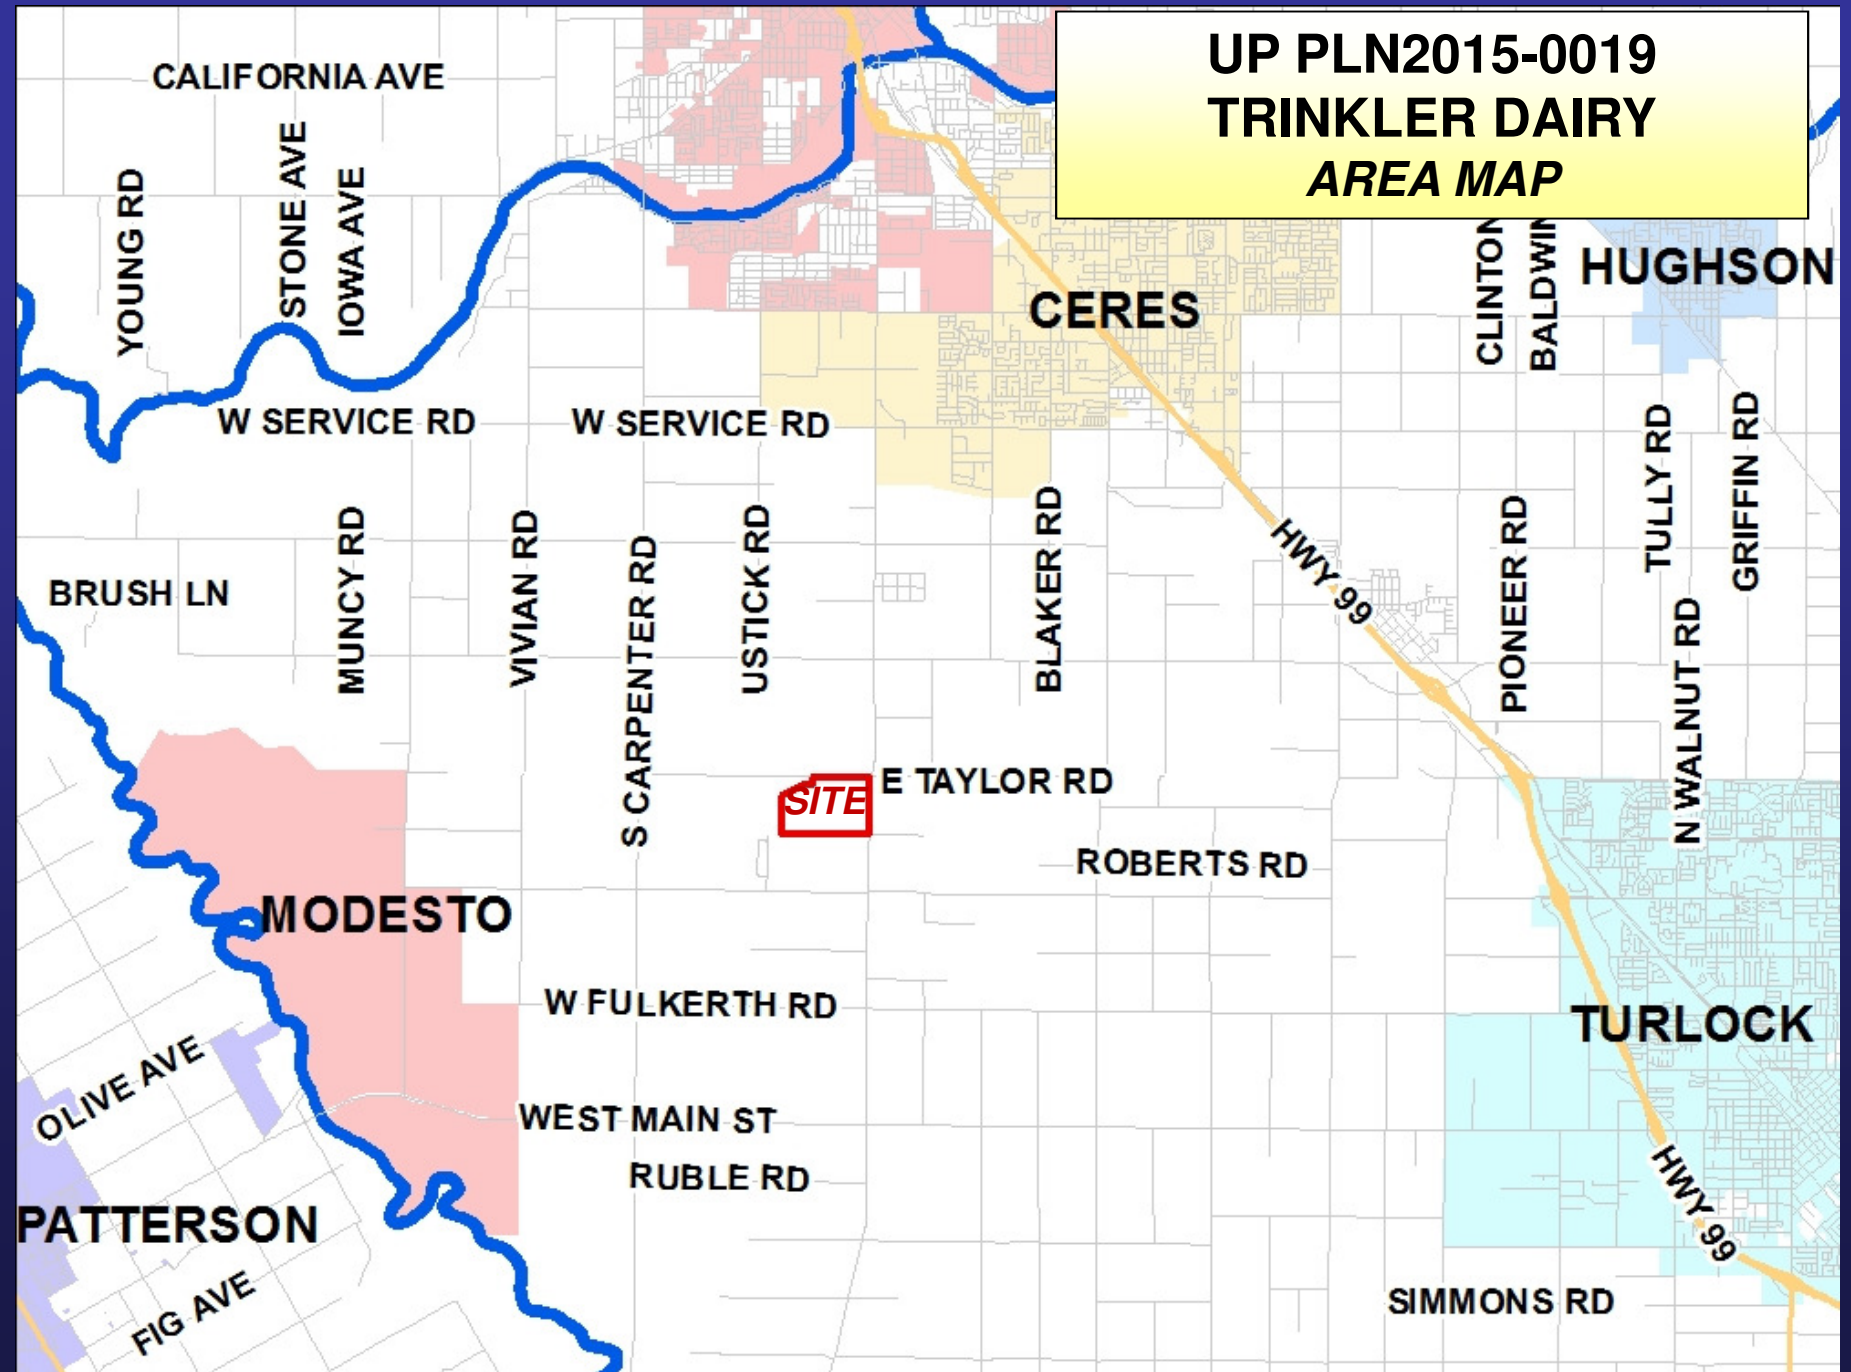 UP PLN2015-0019
TRINKLER DAIRY
AREA MAP
CALIFORNIA AVE
YOUNG RD
STONE AVE
IOWA AVE
CERES
CLINTON
BALDWIN
HUGHSON
W SERVICE RD
W SERVICE RD
MUNCY RD
VIVIAN RD
S CARPENTER RD
USTICK RD
BLAKER RD
HWY 99
PIONEER RD
TULLY RD
GRIFFIN RD
N WALNUT RD
BRUSH LN
SITE
E TAYLOR RD
ROBERTS RD
MODESTO
W FULKERTH RD
TURLOCK
OLIVE AVE
WEST MAIN ST
RUBLE RD
PATTERSON
HWY 99
FIG AVE
SIMMONS RD